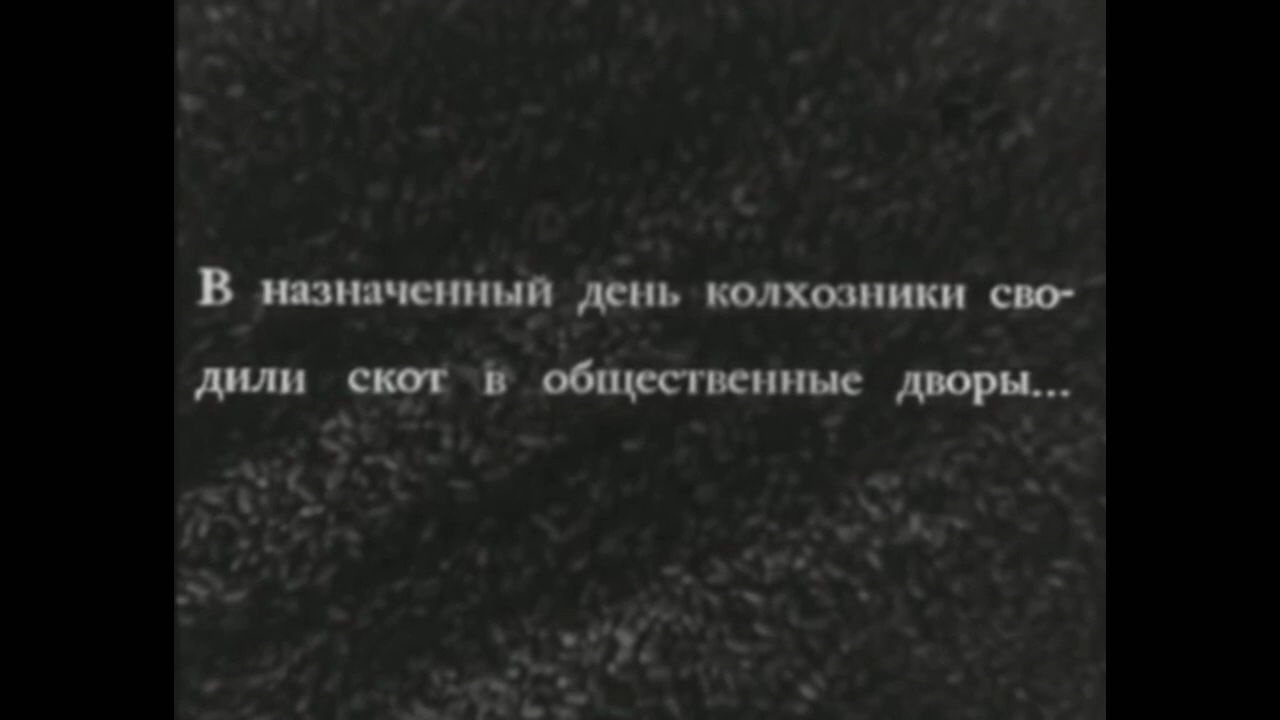 В назначенный день колхозники сво-
дили скот в общественные дворы...